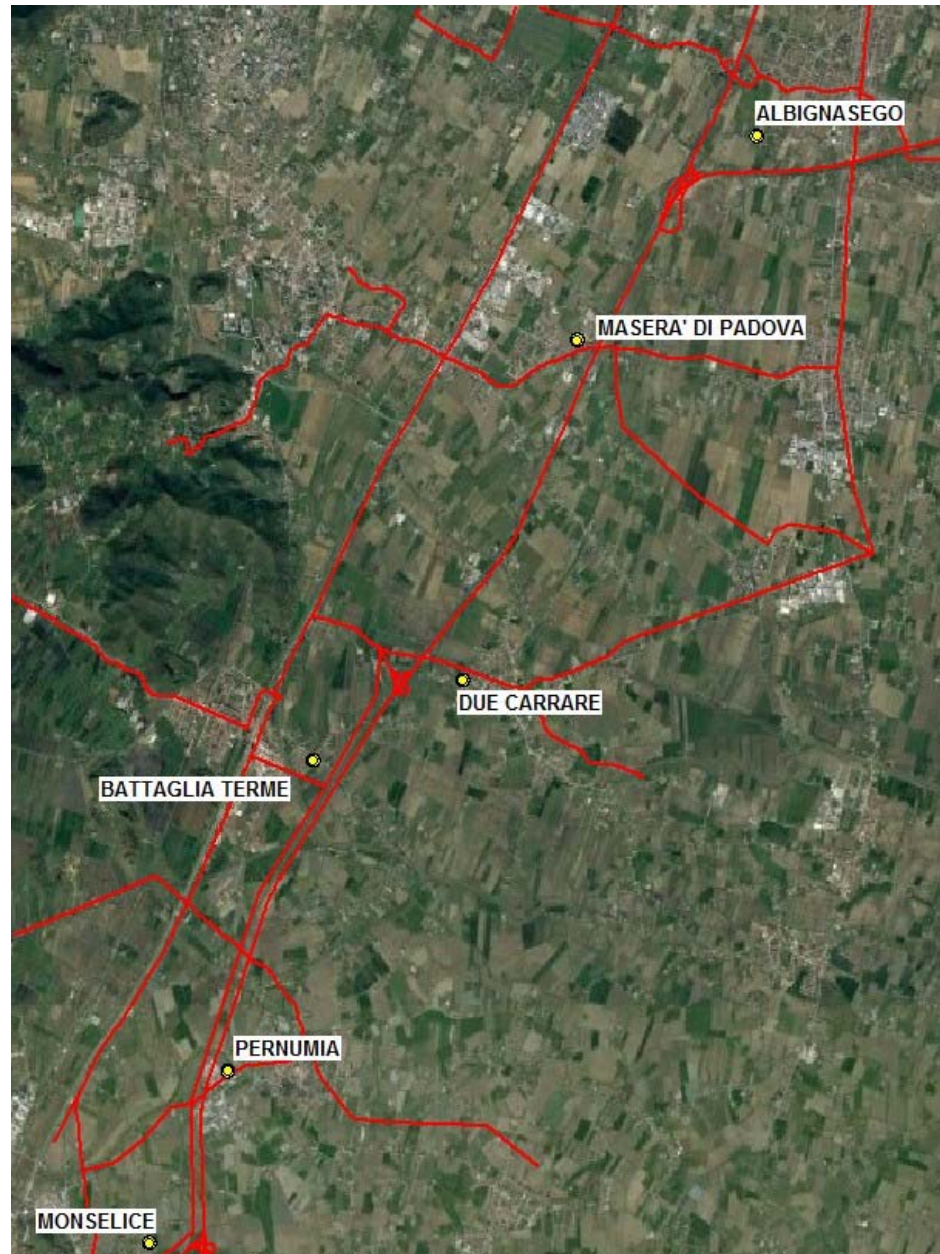 ALBIGNASEGO
MASERA' DI PADOVA
DUE CARRARE
BATTAGLIA TERME
PERNUMIA
MONSELICE